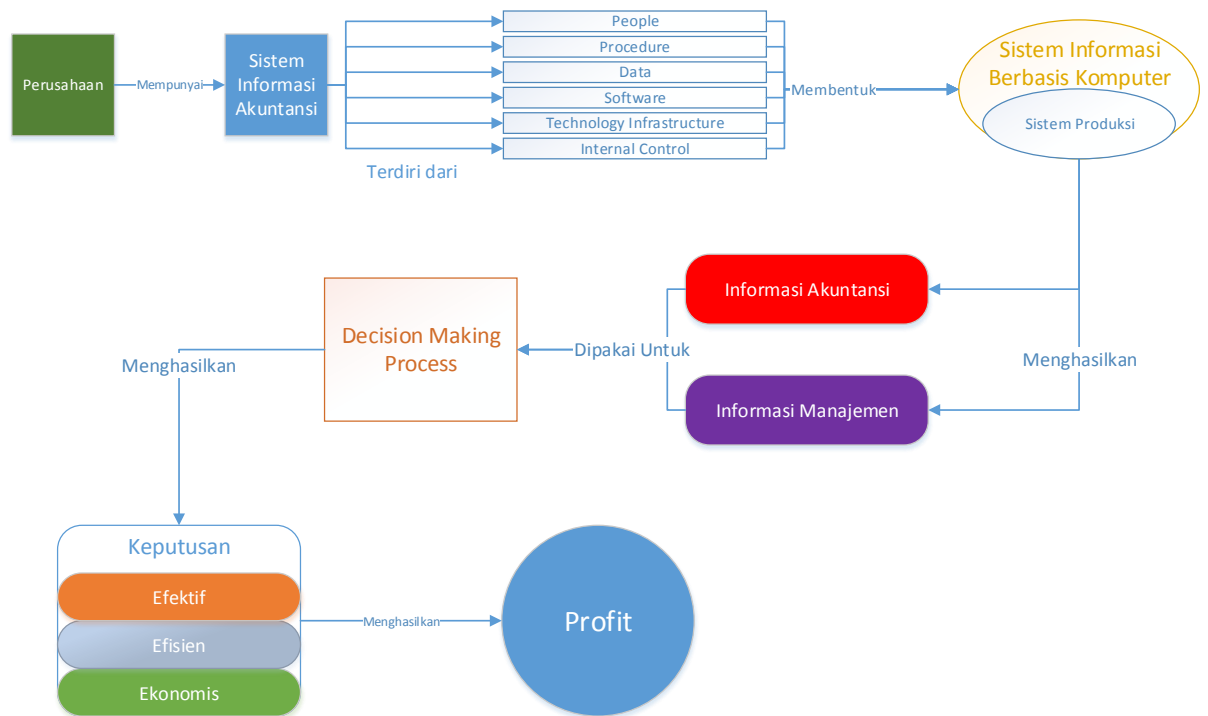 Perusahaan
Mempunyai
Sistem
Informasi
Akuntansi
Terdiri dari
People
Procedure
Data
Software
Technology Infrastructure
Internal Control
Membentuk
Sistem Informasi
Berbasis Komputer
Sistem Produksi
Menghasilkan
Informasi Akuntansi
Informasi Manajemen
Dipakai Untuk
Decision Making
Process
Menghasilkan
Keputusan
Efektif
Efisien
Ekonomis
Menghasilkan
Profit